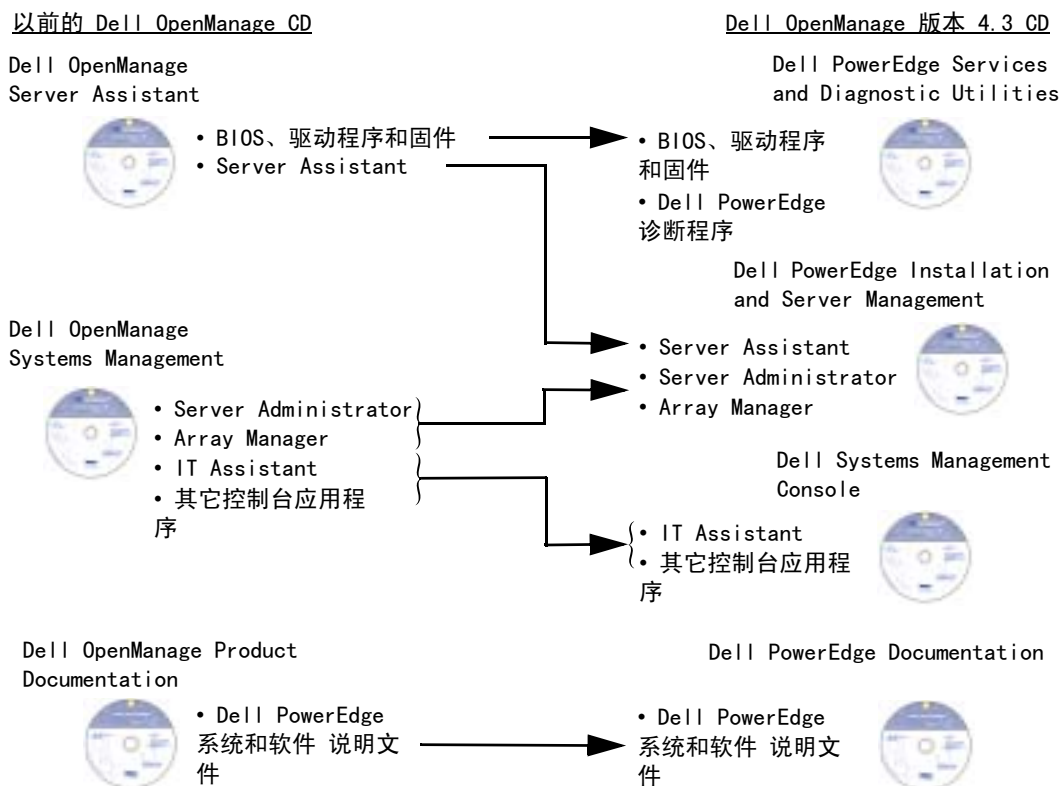 以前的 Dell OpenManage CD
Dell OpenManage 版本 4.3 CD
Dell OpenManage
Server Assistant
• BIOS、驱动程序和固件
• Server Assistant
Dell PowerEdge Services
and Diagnostic Utilities
• BIOS、驱动程序
和固件
• Dell PowerEdge
诊断程序
Dell PowerEdge Installation
and Server Management
• Server Assistant
• Server Administrator
• Array Manager
Dell OpenManage
Systems Management
• Server Administrator
• Array Manager
• IT Assistant
• 其它控制台应用程
序
Dell Systems Management
Console
• IT Assistant
• 其它控制台应用程
序
Dell OpenManage Product
Documentation
• Dell PowerEdge
系统和软件 说明文
件
Dell PowerEdge Documentation
• Dell PowerEdge
系统和软件 说明文
件